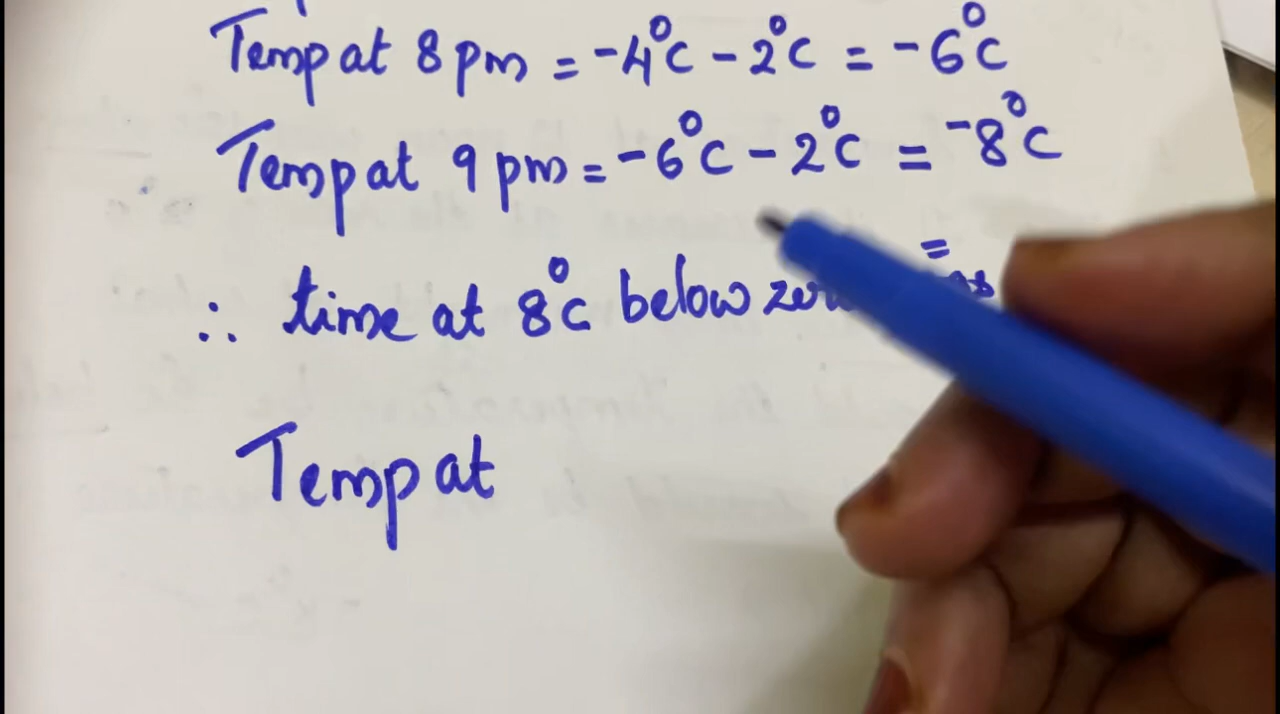 Temp at 8 pm = -4°C - 2°C = -6°C
Temp at 9 pm = -6°C - 2°C = -8°C
∴ time at 8°C below
Temp at